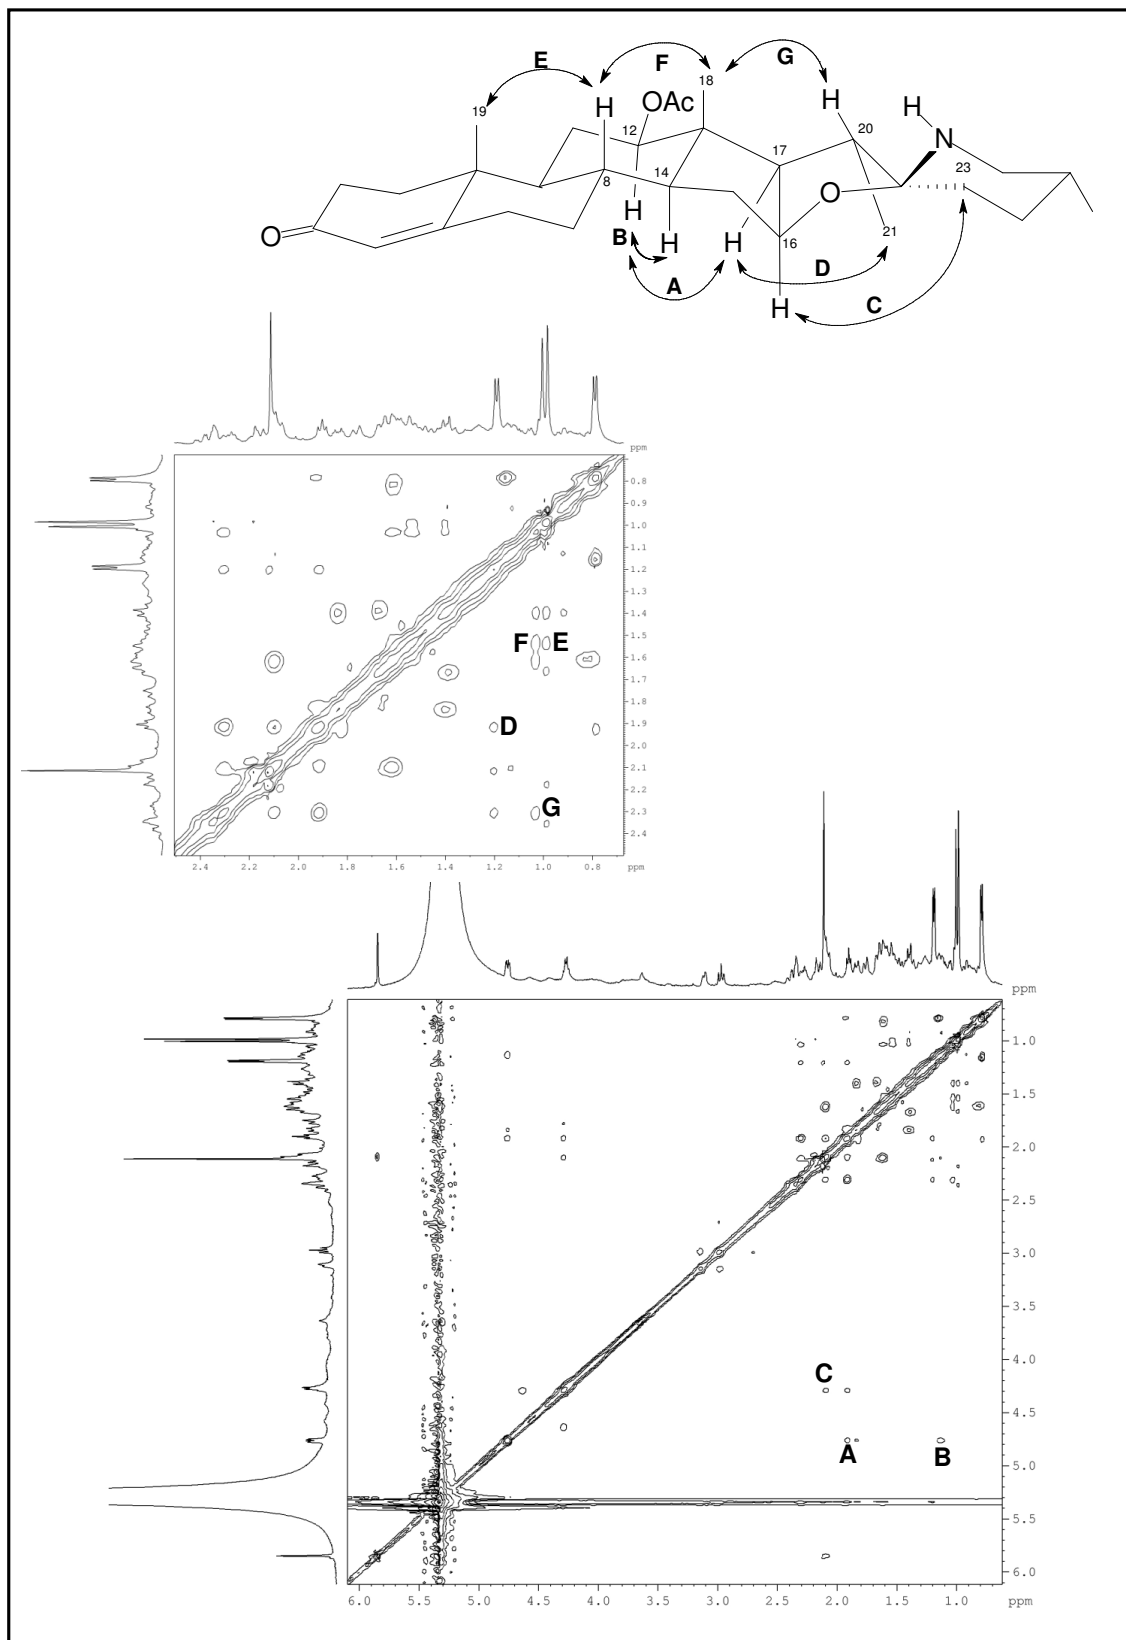 E
F
18
G
19
H
OAc
H
H
20
12
N
17
23
8
14
O
H
B
H
H
16
21
O
A
D
H
C
ppm
0.8
0.9
1.0
1.1
1.2
1.3
1.4
F E 1.5
1.6
1.7
1.8
D 1.9
2.0
2.1
2.2
G 2.3
2.4
2.4 2.2 2.0 1.8 1.6 1.4 1.2 1.0 0.8 ppm
ppm
1.0
1.5
2.0
2.5
3.0
3.5
C 4.0
4.5
A B 5.0
5.5
6.0
6.0 5.5 5.0 4.5 4.0 3.5 3.0 2.5 2.0 1.5 1.0 ppm